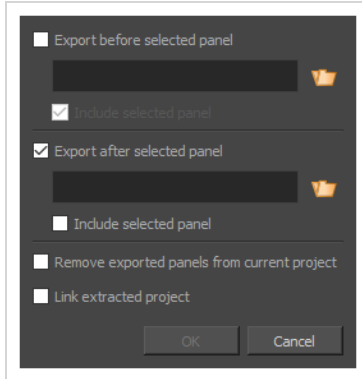 Export before selected panel
Include selected panel
Export after selected panel
Include selected panel
Remove exported panels from current project
Link extracted project
OK Cancel